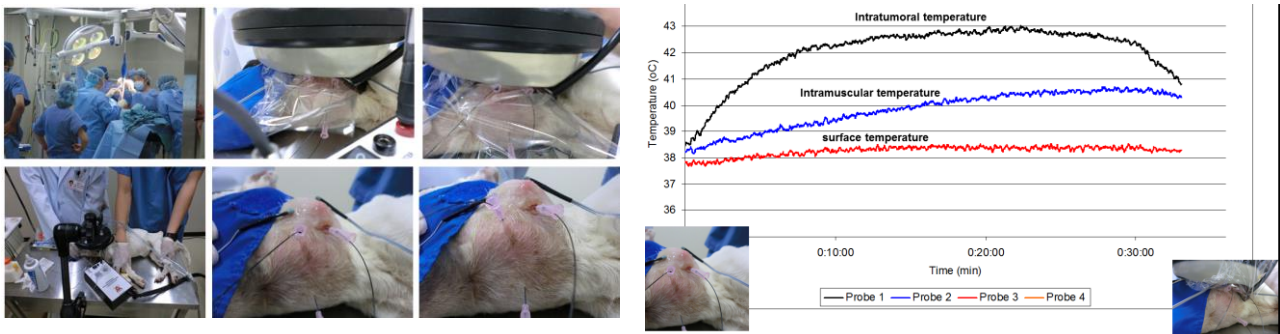 43
42
41
40
39
38
37
36
Temperature (oC)
Intratumoral temperature
Intramuscular temperature
surface temperature
0:10:00
0:20:00
0:30:00
Time (min)
Probe 1
Probe 2
Probe 3
Probe 4